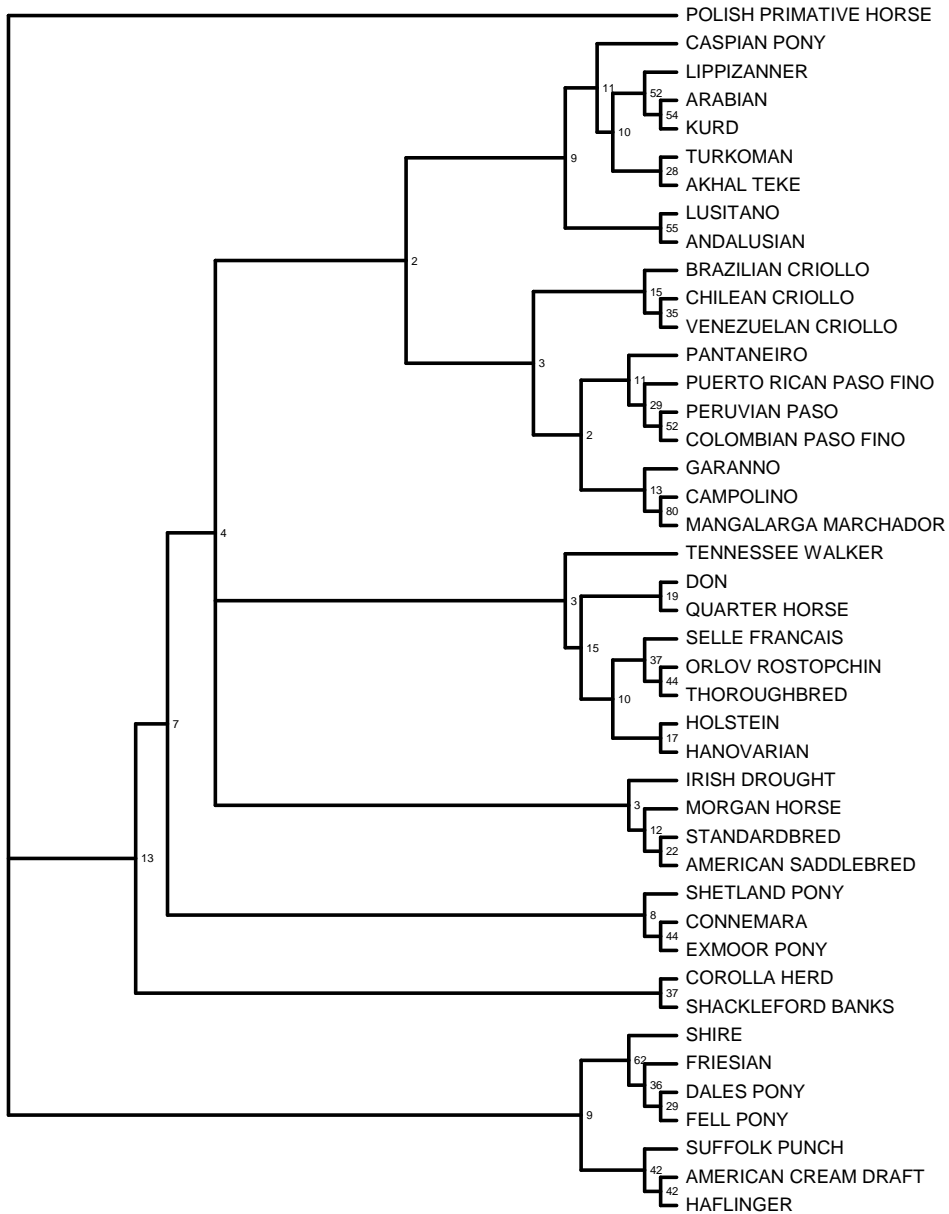 POLISH PRIMATIVE HORSE
CASPIAN PONY
11
LIPPIZANNER
52
ARABIAN
54
KURD
10
TURKOMAN
28
AKHAL TEKE
9
LUSITANO
55
ANDALUSIAN
2
BRAZILIAN CRIOLLO
15
CHILEAN CRIOLLO
35
VENEZUELAN CRIOLLO
3
PANTANEIRO
11
PUERTO RICAN PASO FINO
29
PERUVIAN PASO
52
COLOMBIAN PASO FINO
2
GARANNO
13
CAMPOLINO
80
MANGALARGA MARCHADOR
4
TENNESSEE WALKER
3
DON
19
QUARTER HORSE
15
SELLE FRANCAIS
37
ORLOV ROSTOPCHIN
44
THOROUGHBRED
10
HOLSTEIN
17
HANOVARIAN
7
IRISH DROUGHT
3
MORGAN HORSE
12
STANDARDBRED
22
AMERICAN SADDLEBRED
13
SHETLAND PONY
8
CONNEMARA
44
EXMOOR PONY
COROLLA HERD
37
SHACKLEFORD BANKS
SHIRE
62
FRIESIAN
36
DALES PONY
29
FELL PONY
9
SUFFOLK PUNCH
42
AMERICAN CREAM DRAFT
42
HAFLINGER